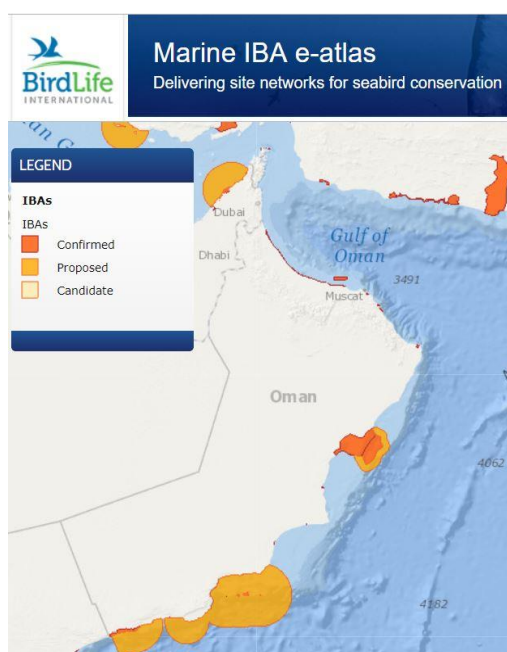 BirdLife
INTERNATIONAL
Marine IBA e-atlas
Delivering site networks for seabird conservation
LEGEND
IBAs
IBAs
Confirmed
Proposed
Candidate
Dubai
Dhabi
Gulf of
Oman
3491
Muscat
Oman
4062
4182